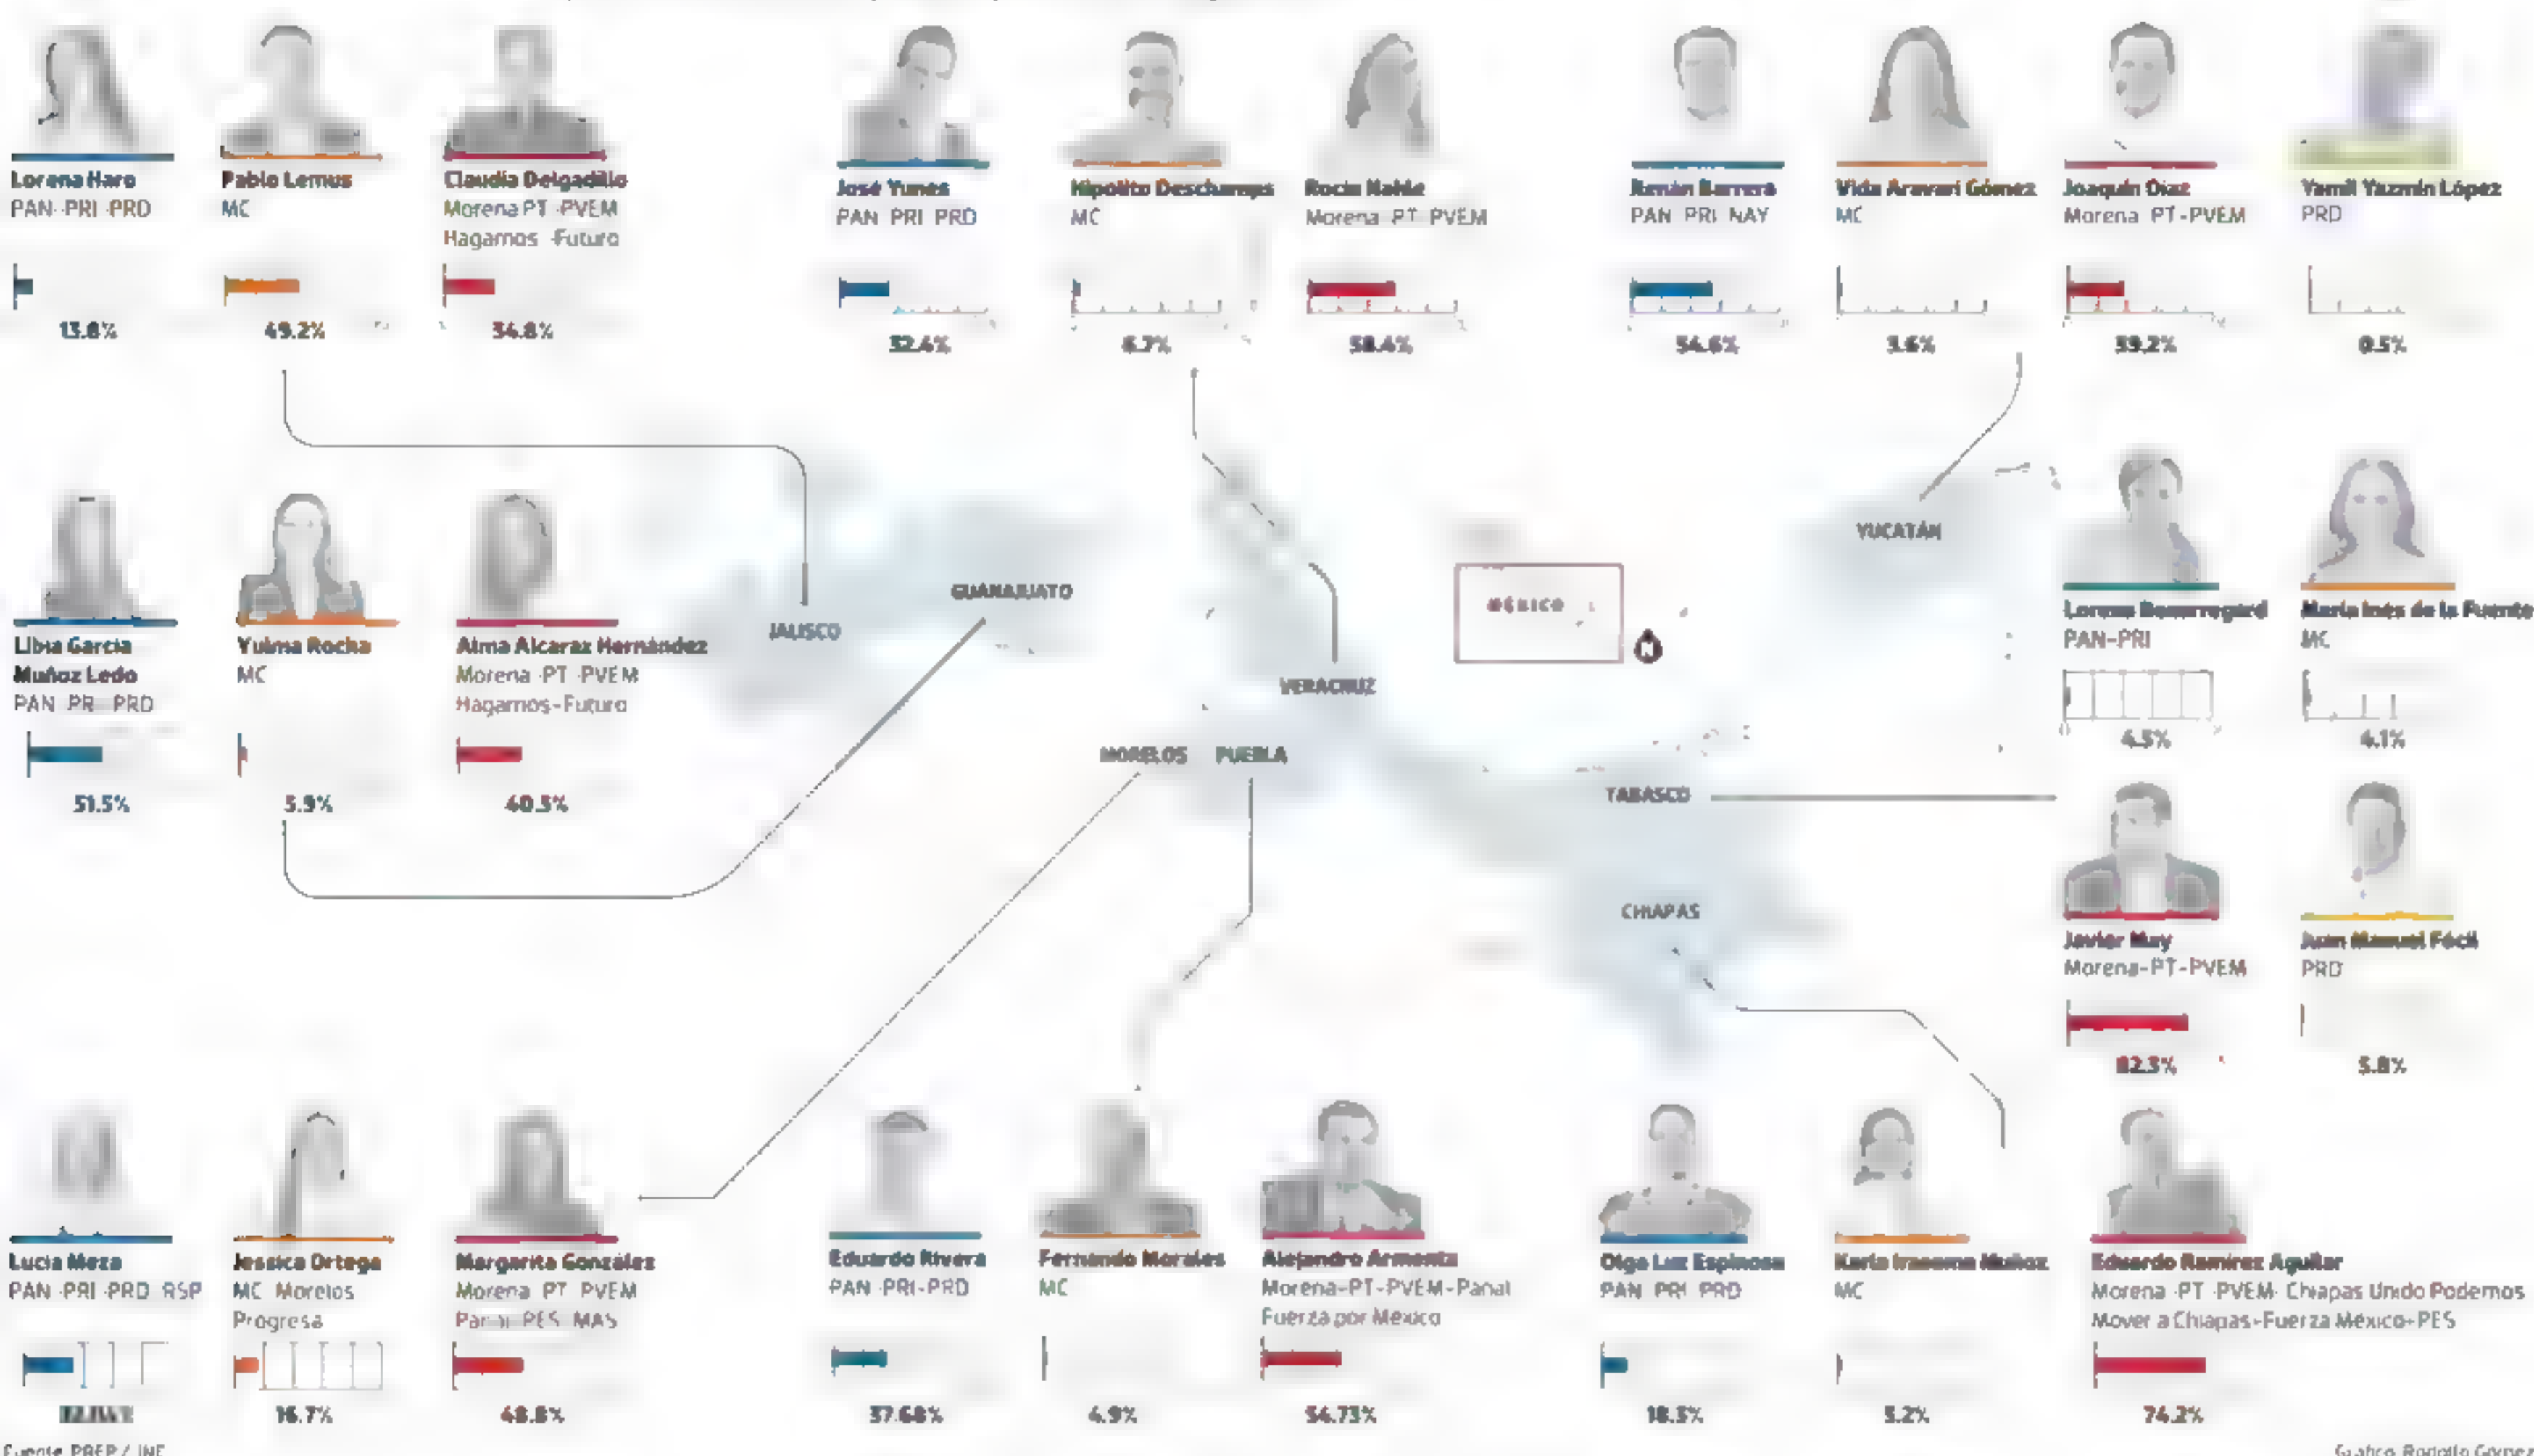 Lorena Haro
PAN-PRI-PRD
13.8%
Pablo Lemus
MC
49.2%
Claudia Delgadillo
Morena PT-PVEM
Hagamos-Futuro
34.8%
José Yunes
PAN PRI PRD
32.4%
Hipólito Deschamps
MC
6.7%
Rocío Nahle
Morena PT PVEM
58.4%
Renán Barrera
PAN PRI NAY
54.6%
Vida Aravari Gómez
MC
3.6%
Joaquín Díaz
Morena PT-PVEM
39.2%
Yamil Yazmín López
PRD
0.5%
Libia García
Muñoz Ledo
PAN PRI PRD
51.5%
Yulma Rocha
MC
5.9%
Alma Alcaraz Hernández
Morena-PT-PVEM
Hagamos-Futuro
40.3%
JALISCO
GUANAJUATO
VERACRUZ
MÉXICO
N
YUCATÁN
MORELOS
PUEBLA
TABASCO
CHIAPAS
Lorena Beaurregard
PAN-PRI
4.5%
María Inés de la Fuente
MC
4.1%
Javier May
Morena-PT-PVEM
82.3%
Juan Manuel Fócil
PRD
5.8%
Lucía Meza
PAN-PRI-PRD RSP
Jessica Ortega
MC Morelos
Progresa
16.7%
Margarita González
Morena PT PVEM
PES MAS
48.8%
Eduardo Rivera
PAN-PRI-PRD
37.68%
Fernando Morales
MC
4.9%
Alejandro Armenta
Morena-PT-PVEM-Panal
Fuerza por México
54.73%
Olga Luz Espinosa
PAN PRI PRD
18.3%
Karla Irasema Muñoz
MC
5.2%
Eduardo Ramírez Aguilar
Morena-PT-PVEM-Chiapas Unido Podemos
Mover a Chiapas-Fuerza México-PES
74.2%
Fuente PREP / INE
Gráfico Rodolfo Gómez